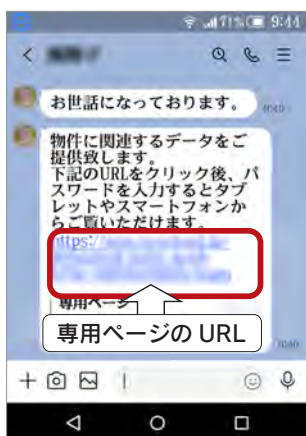 71% 9:44
お世話になっております。
物件に関連するデータをご
提供致します。
下記のURLをクリック後、パ
スワードを入力するとタブ
レットやスマートフォンか
らご覧いただけます。
https:/
専用ページ
専用ページの URL